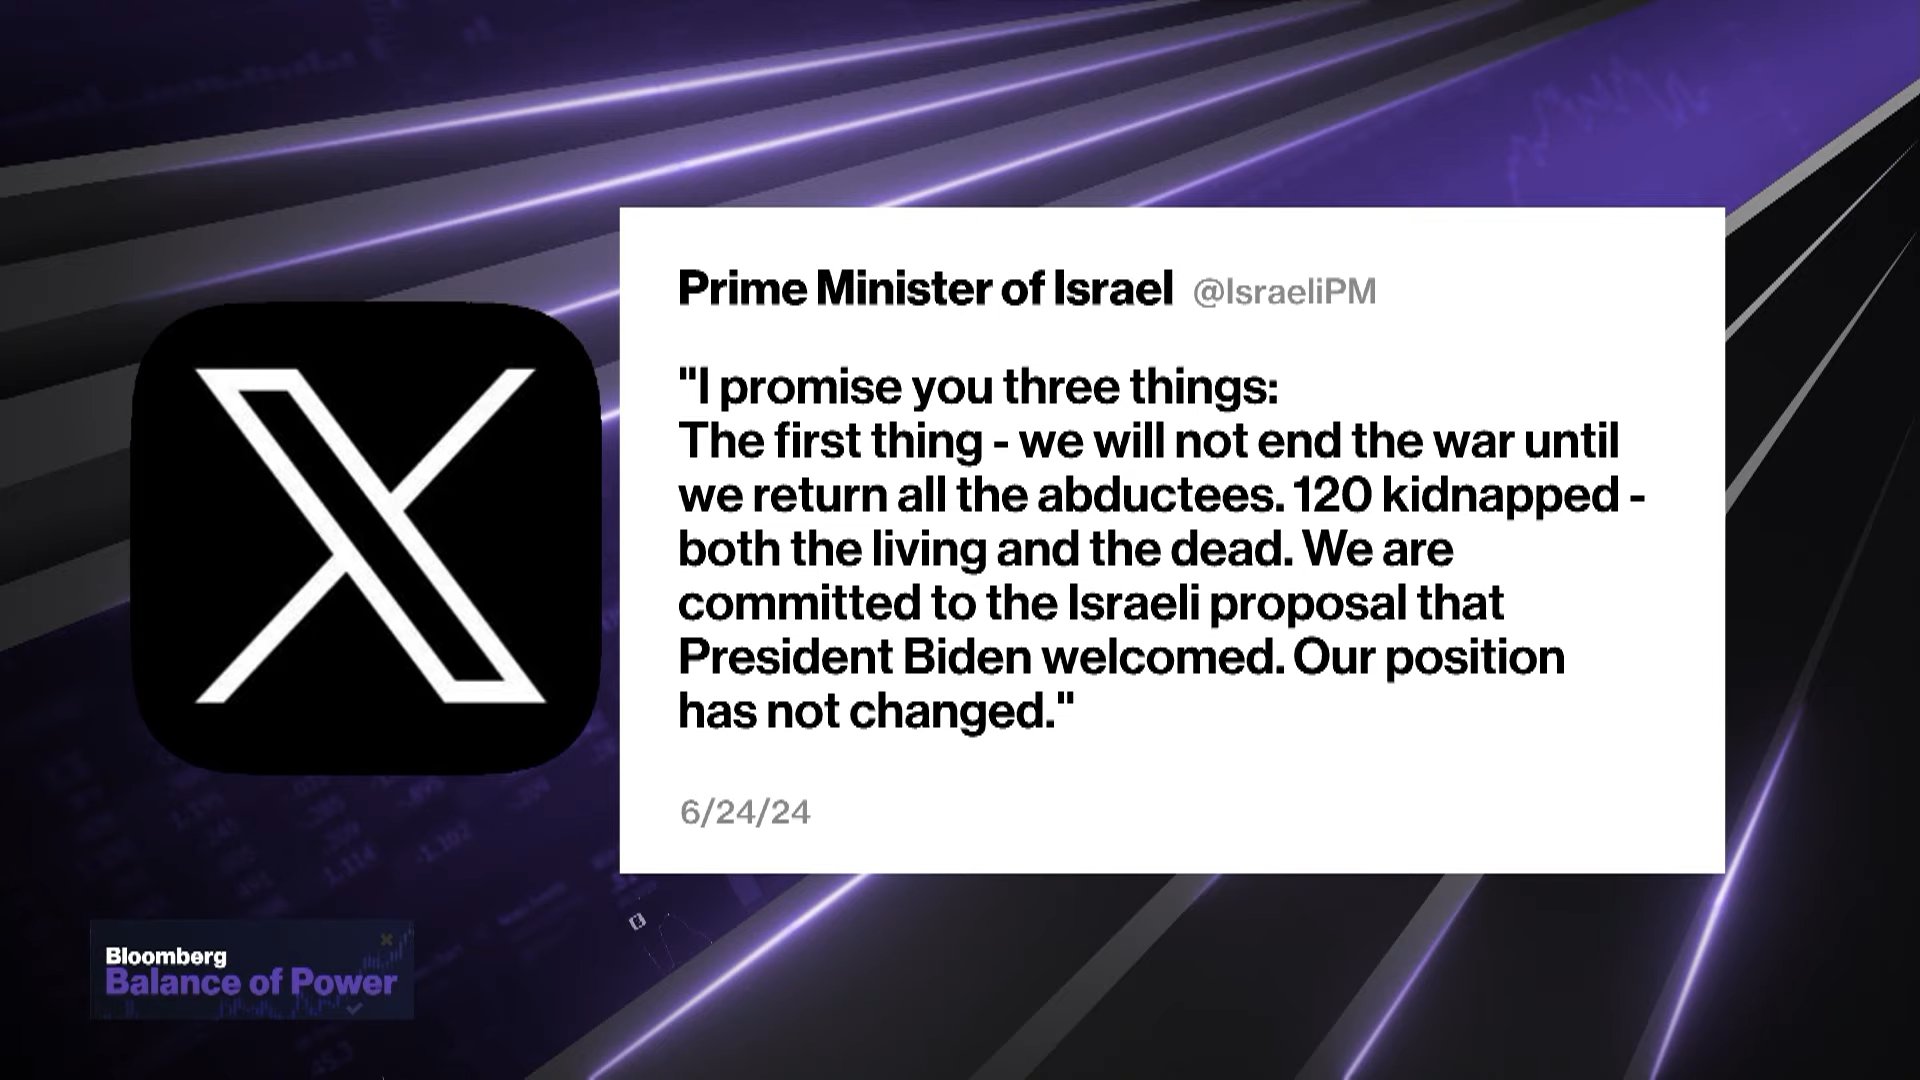 Prime Minister of Israel @IsraeliPM
"I promise you three things:
The first thing - we will not end the war until
we return all the abductees. 120 kidnapped -
both the living and the dead. We are
committed to the Israeli proposal that
President Biden welcomed. Our position
has not changed."
6/24/24
Bloomberg
Balance of Power